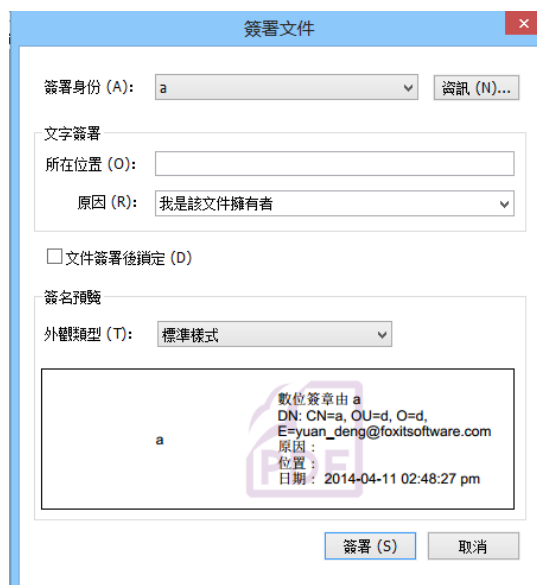 簽署文件
簽署身份 (A): a 資訊 (N)...
文字簽署
所在位置 (O):
原因 (R): 我是該文件擁有者
文件簽署後鎖定 (D)
簽名預覽
外觀類型 (T): 標準樣式
a
數位簽章由 a
DN: CN=a, OU=d, O=d,
E=yuan_deng@foxitsoftware.com
原因：
位置：
日期： 2014-04-11 02:48:27 pm
PDF
簽署 (S) 取消